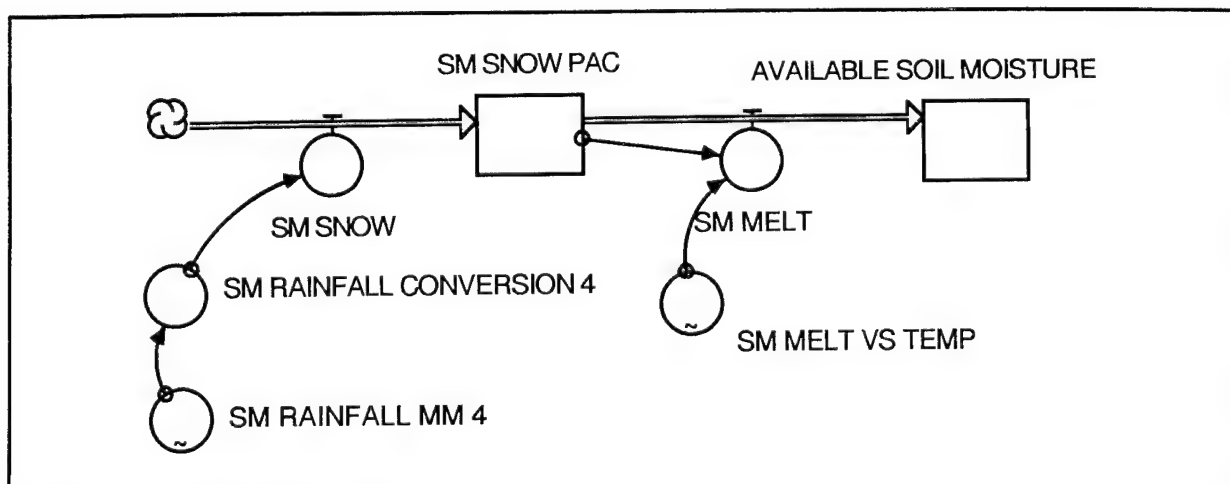 SM SNOW PAC
AVAILABLE SOIL MOISTURE
SM SNOW
SM MELT
SM RAINFALL CONVERSION 4
SM MELT VS TEMP
~
SM RAINFALL MM 4
~